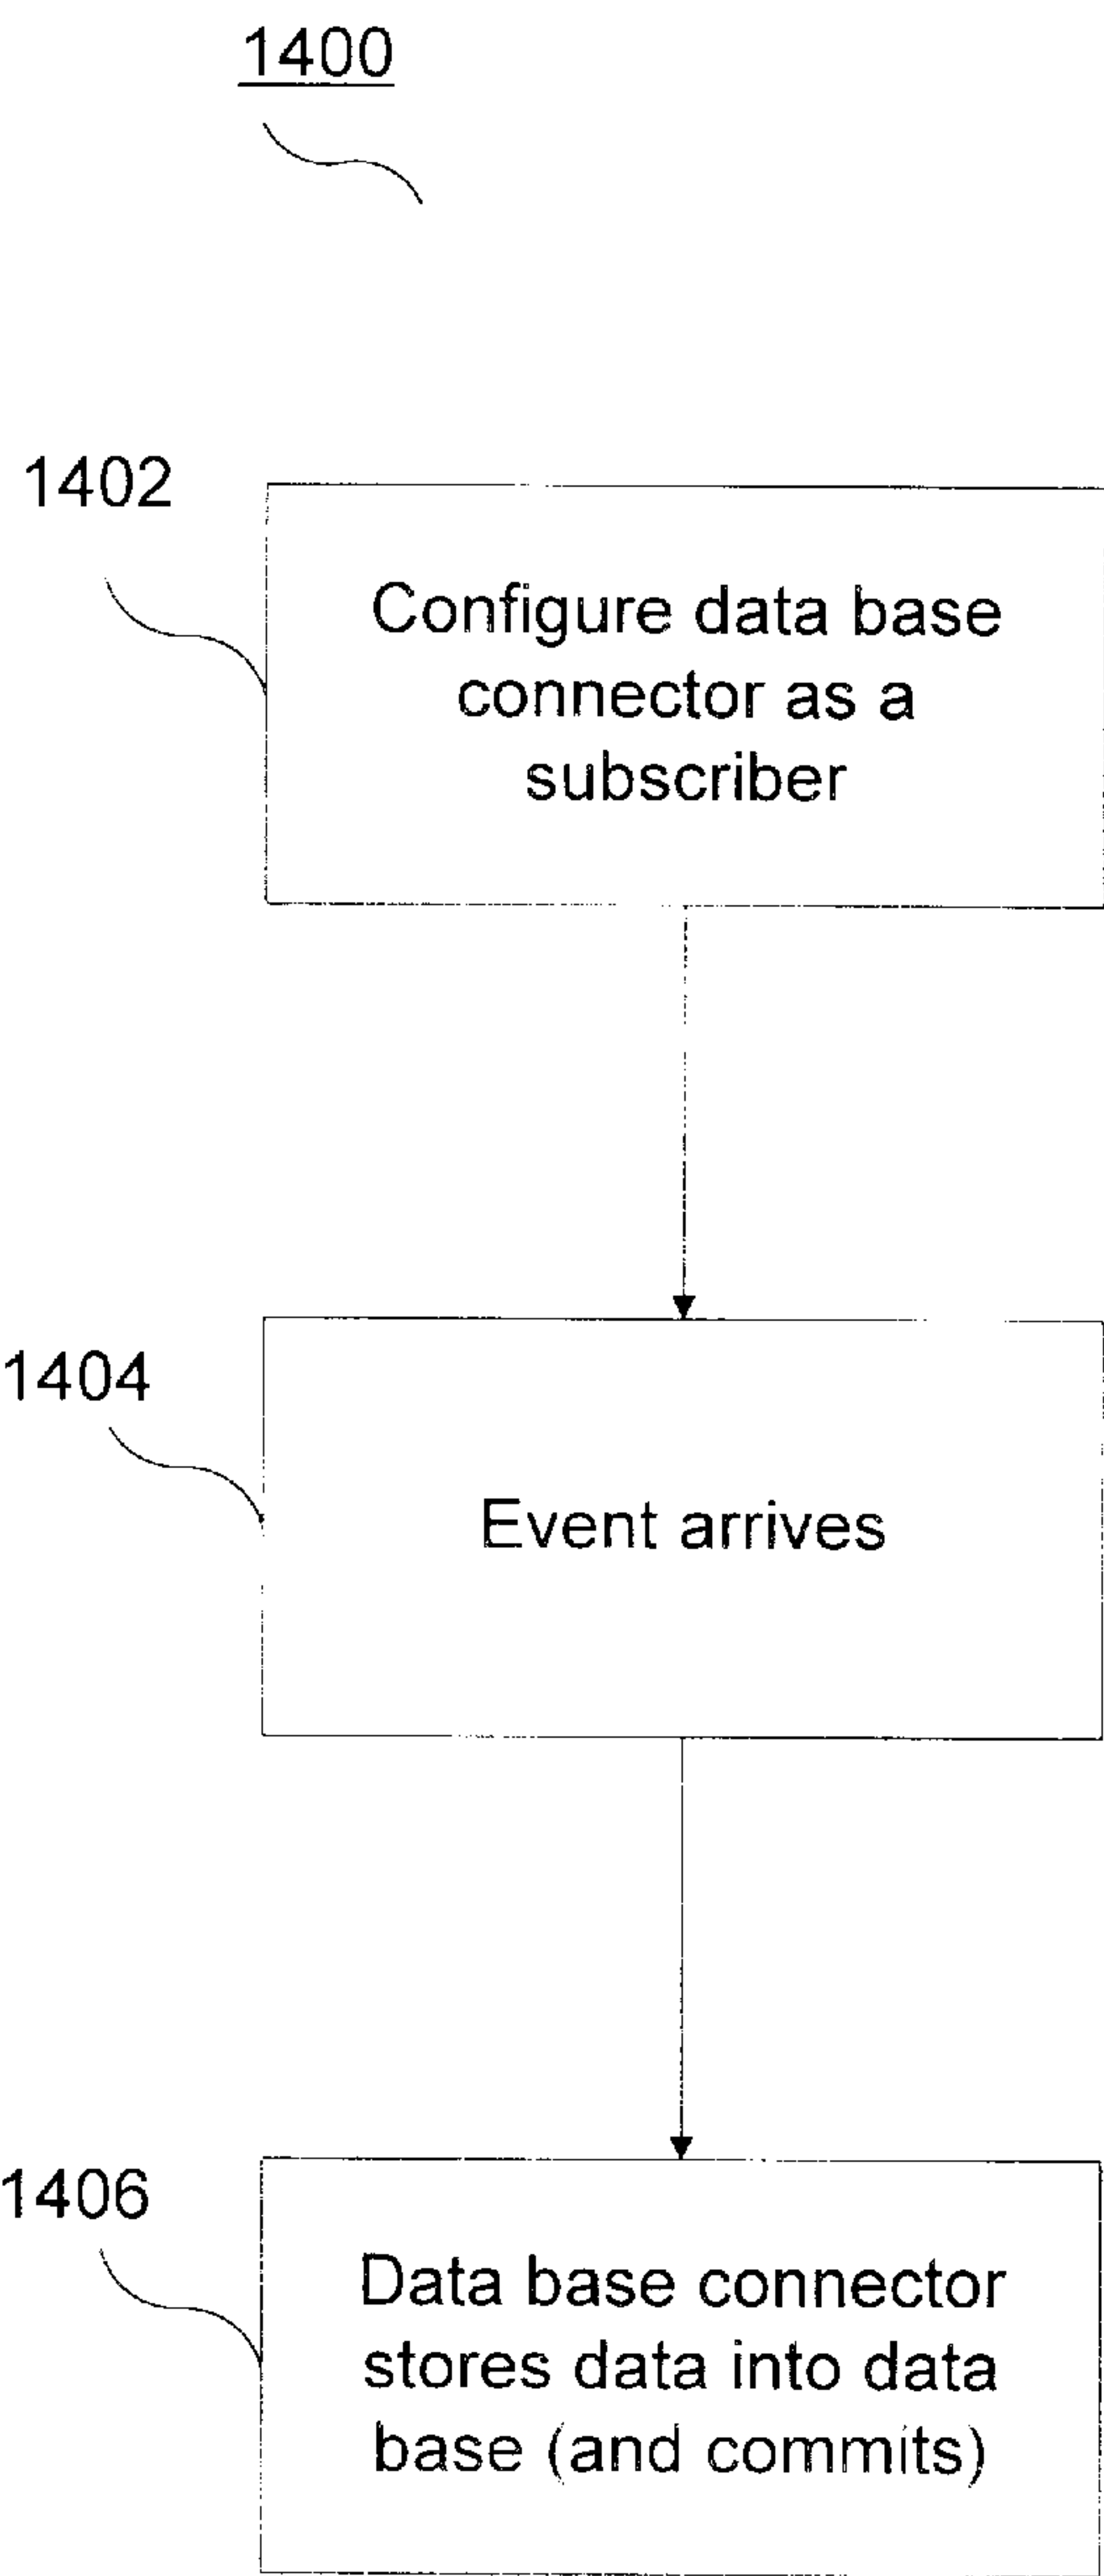 1400
1402
Configure data base
connector as a
subscriber
1404
Event arrives
1406
Data base connector
stores data into data
base (and commits)